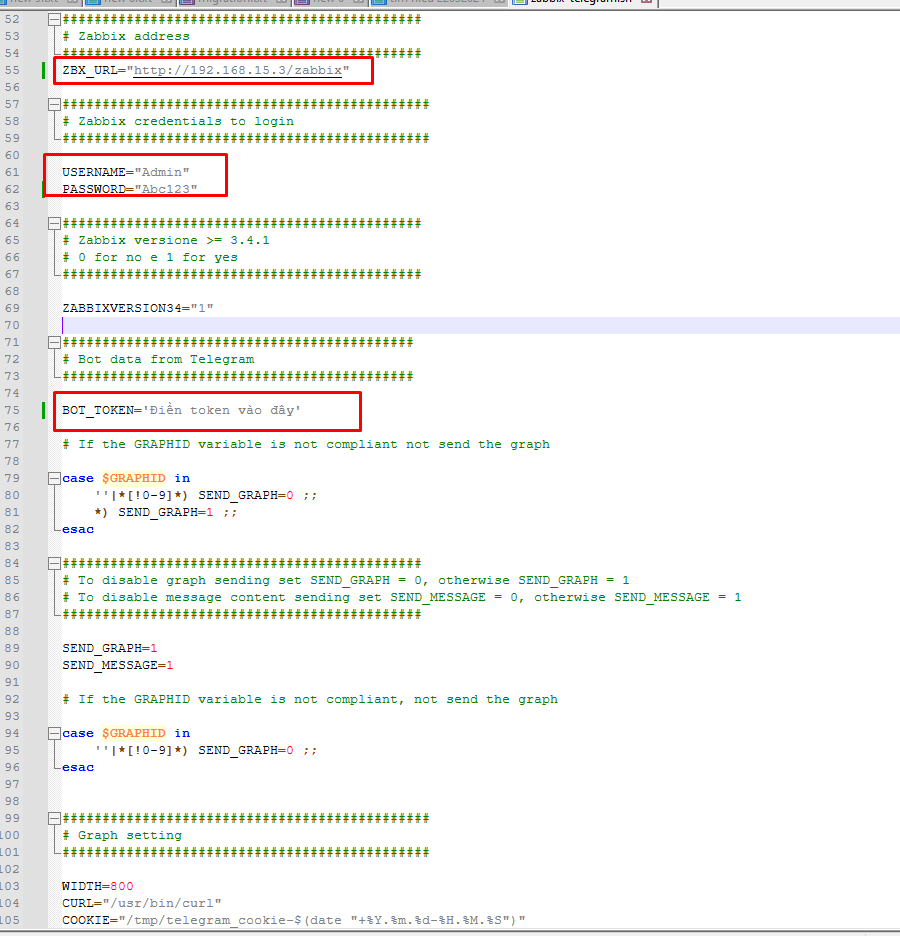 zabbix-telegram.sh
52 #############################################
53 # Zabbix address
54 #############################################
55 ZBX_URL="http://192.168.15.3/zabbix"
56
57 ##############################################
58 # Zabbix credentials to login
59 ##############################################
60
61 USERNAME="Admin"
62 PASSWORD="Abc123"
63
64 #############################################
65 # Zabbix versione >= 3.4.1
66 # 0 for no e 1 for yes
67 #############################################
68
69 ZABBIXVERSION34="1"
70
71 ############################################
72 # Bot data from Telegram
73 ############################################
74
75 BOT_TOKEN='Điền token vào đây'
76
77 # If the GRAPHID variable is not compliant not send the graph
78
79 case $GRAPHID in
80 ''|*[!0-9]*) SEND_GRAPH=0 ;;
81 *) SEND_GRAPH=1 ;;
82 esac
83
84 #############################################
85 # To disable graph sending set SEND_GRAPH = 0, otherwise SEND_GRAPH = 1
86 # To disable message content sending set SEND_MESSAGE = 0, otherwise SEND_MESSAGE = 1
87 #############################################
88
89 SEND_GRAPH=1
90 SEND_MESSAGE=1
91
92 # If the GRAPHID variable is not compliant, not send the graph
93
94 case $GRAPHID in
95 ''|*[!0-9]*) SEND_GRAPH=0 ;;
96 esac
97
98
99 ##############################################
100 # Graph setting
101 ##############################################
102
103 WIDTH=800
104 CURL="/usr/bin/curl"
105 COOKIE="/tmp/telegram_cookie-$(date "+%Y.%m.%d-%H.%M.%S")"